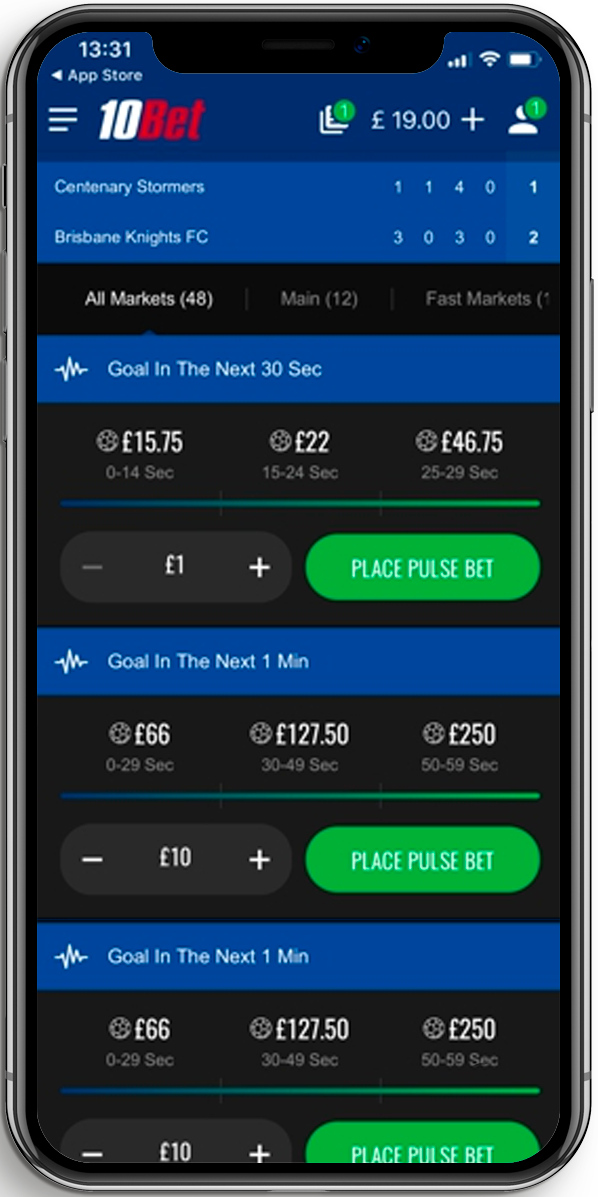 13:31
◀ App Store
10Bet
1
£ 19.00 +
1
Centenary Stormers 1 1 4 0 1
Brisbane Knights FC 3 0 3 0 2
All Markets (48) | Main (12) | Fast Markets (1
Goal In The Next 30 Sec
£15.75 £22 £46.75
0-14 Sec 15-24 Sec 25-29 Sec
− £1 + PLACE PULSE BET
Goal In The Next 1 Min
£66 £127.50 £250
0-29 Sec 30-49 Sec 50-59 Sec
− £10 + PLACE PULSE BET
Goal In The Next 1 Min
£66 £127.50 £250
0-29 Sec 30-49 Sec 50-59 Sec
− £10 + PLACE PULSE BET